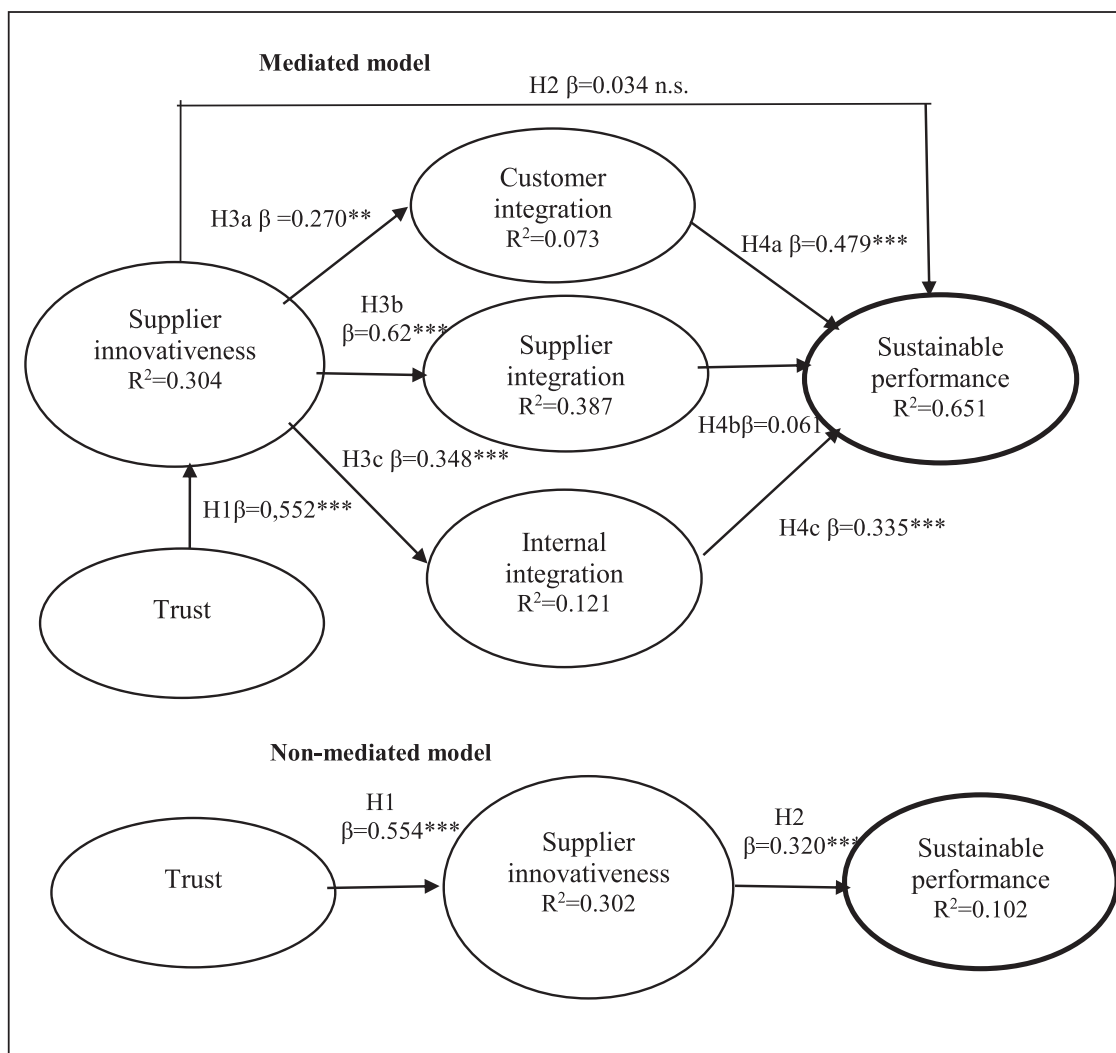 Mediated model
H2 β=0.034 n.s.
Customer
integration
R²=0.073
H3a β =0.270**
H4a β=0.479***
H3b
β=0.62***
Supplier
innovativeness
R²=0.304
Supplier
integration
R²=0.387
Sustainable
performance
R²=0.651
H4bβ=0.061
H3c β=0.348***
H1β=0,552***
H4c β=0.335***
Internal
integration
R²=0.121
Trust
Non-mediated model
H1
β=0.554***
H2
β=0.320***
Trust
Supplier
innovativeness
R²=0.302
Sustainable
performance
R²=0.102